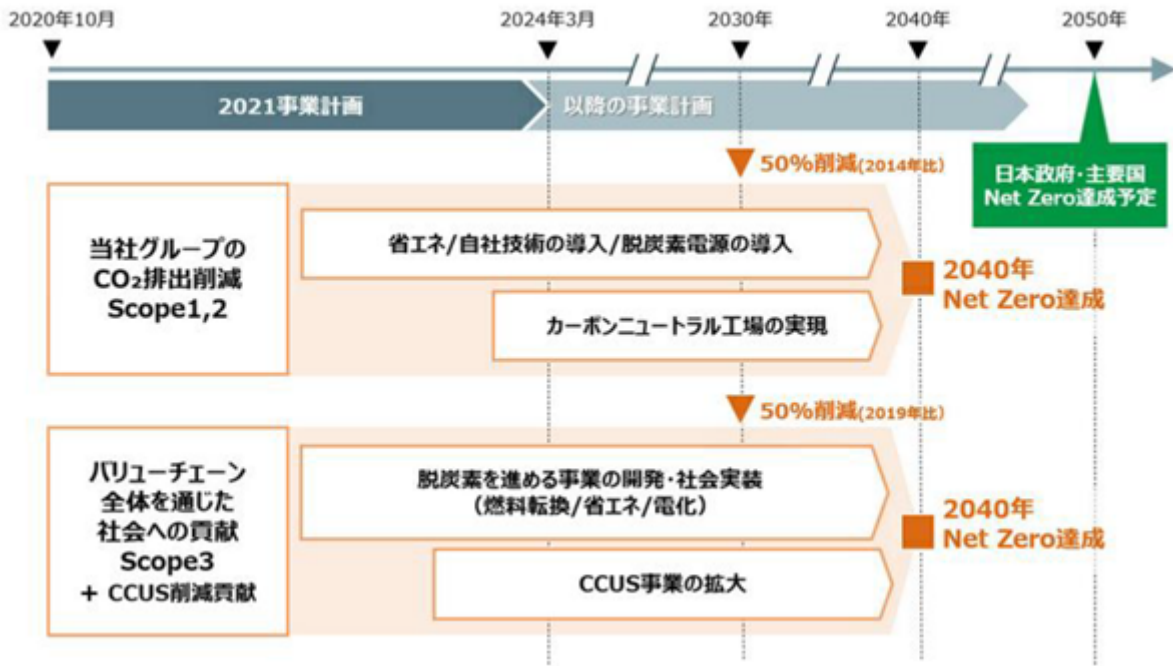 2020年10月
2024年3月
2030年
2040年
2050年
2021事業計画
以降の事業計画
50%削減(2014年比)
日本政府・主要国
Net Zero達成予定
当社グループの
CO₂排出削減
Scope1,2
省エネ/自社技術の導入/脱炭素電源の導入
カーボンニュートラル工場の実現
2040年
Net Zero達成
50%削減(2019年比)
バリューチェーン
全体を通じた
社会への貢献
Scope3
+ CCUS削減貢献
脱炭素を進める事業の開発・社会実装
(燃料転換/省エネ/電化)
CCUS事業の拡大
2040年
Net Zero達成